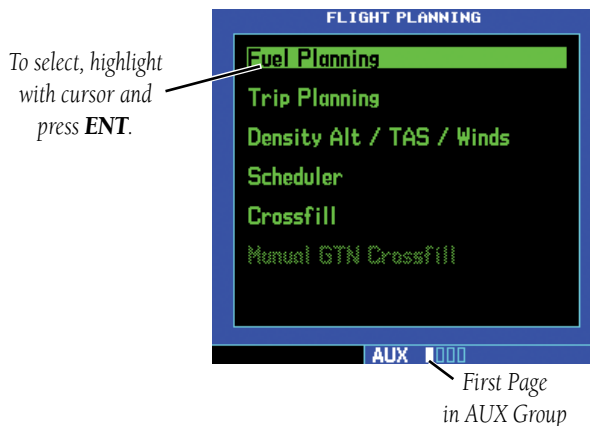 FLIGHT PLANNING
To select, highlight
with cursor and
press ENT.
Fuel Planning
Trip Planning
Density Alt / TAS / Winds
Scheduler
Crossfill
Manual GTN Crossfill
AUX
First Page
in AUX Group